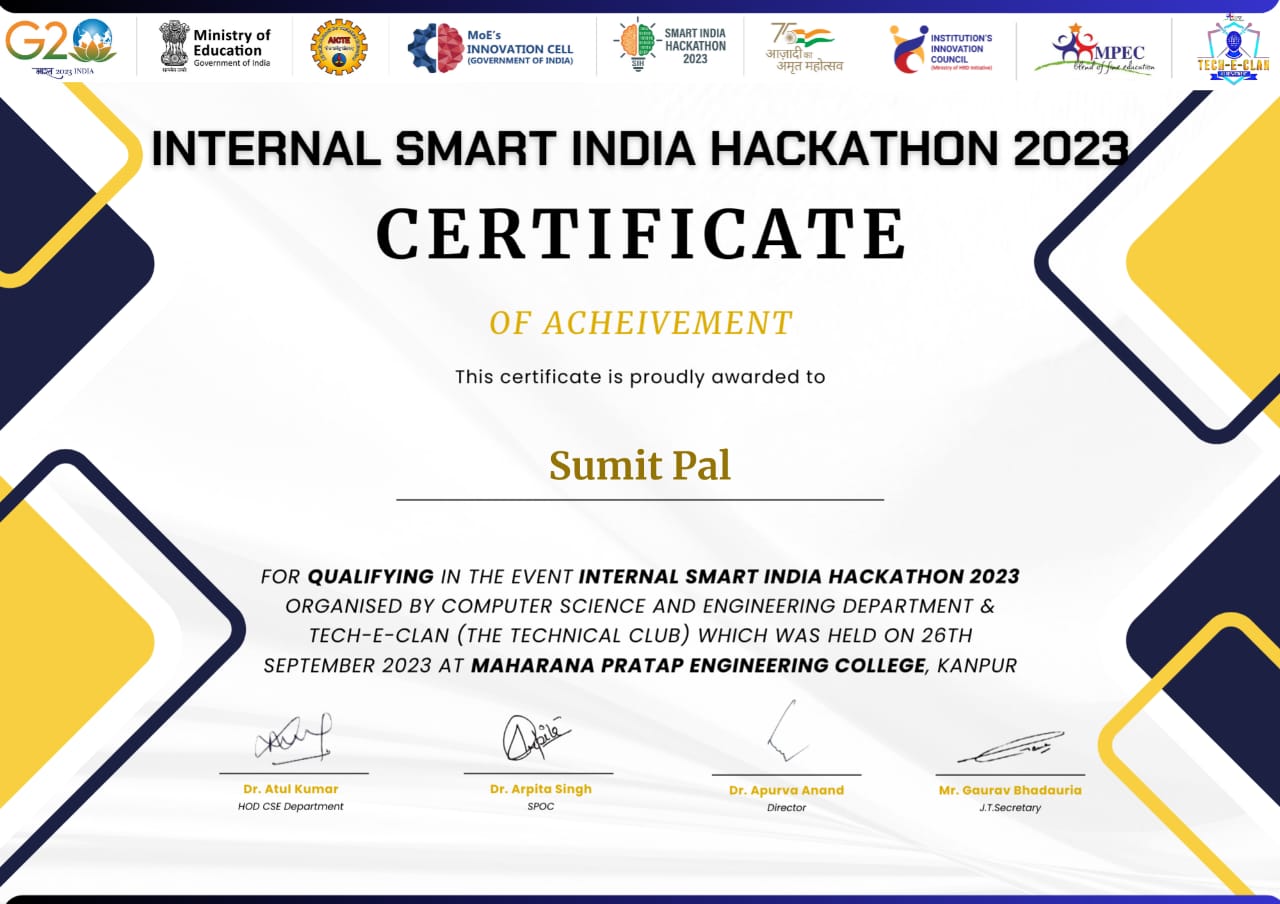 G20
भारत 2023 INDIA
सत्यमेव जयते
Ministry of
Education
Government of India
AICTE
MoE's
INNOVATION CELL
(GOVERNMENT OF INDIA)
SIH
SMART INDIA
HACKATHON
2023
75
आज़ादी का
अमृत महोत्सव
INSTITUTION'S
INNOVATION
COUNCIL
(Ministry of HRD Initiative)
MPEC
blend of fine education
TECH-E-CLAN
INTERNAL SMART INDIA HACKATHON 2023
CERTIFICATE
OF ACHEIVEMENT
This certificate is proudly awarded to
Sumit Pal
FOR QUALIFYING IN THE EVENT INTERNAL SMART INDIA HACKATHON 2023
ORGANISED BY COMPUTER SCIENCE AND ENGINEERING DEPARTMENT &
TECH-E-CLAN (THE TECHNICAL CLUB) WHICH WAS HELD ON 26TH
SEPTEMBER 2023 AT MAHARANA PRATAP ENGINEERING COLLEGE, KANPUR
Arpita
Dr. Atul Kumar
HOD CSE Department
Dr. Arpita Singh
SPOC
Dr. Apurva Anand
Director
Mr. Gaurav Bhadauria
J.T.Secretary